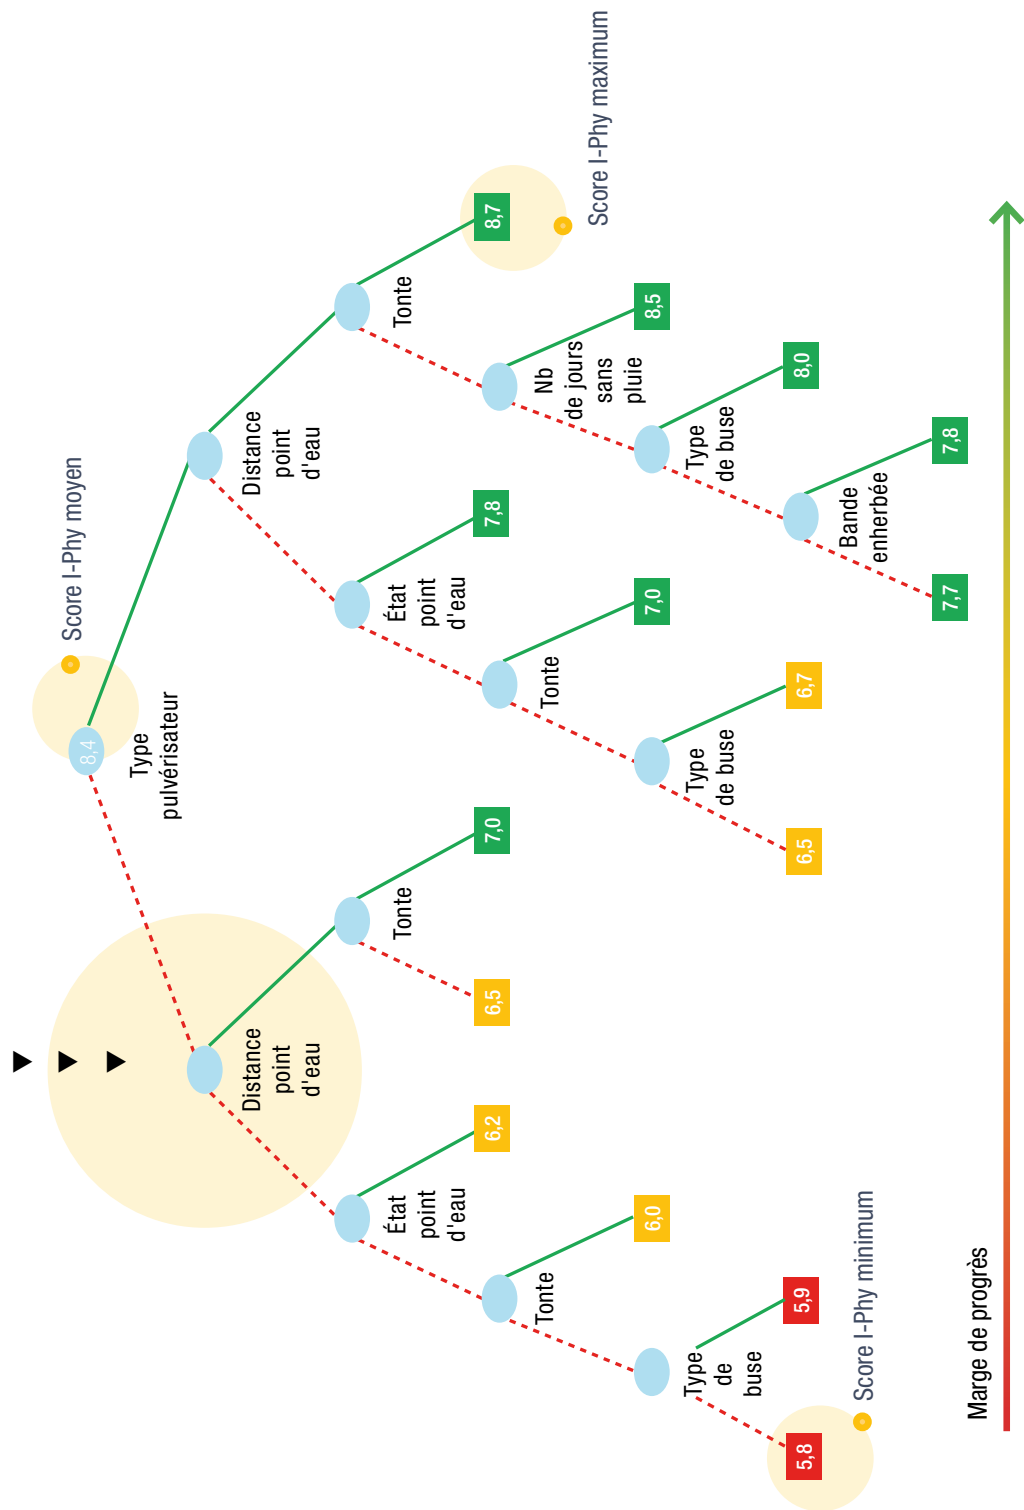 Score I-Phy moyen
8,4
Type
pulvérisateur
Distance
point
d'eau
Distance
point
d'eau
État
point
d'eau
Tonte
État
point
d'eau
Tonte
6,2
6,5
7,0
7,8
8,7
Score I-Phy maximum
Tonte
Tonte
Nb
de jours
sans
pluie
6,0
7,0
8,5
Type
de
buse
Type
de buse
Type
de buse
5,8
5,9
6,5
6,7
8,0
Score I-Phy minimum
Bande
enherbée
7,7
7,8
Marge de progrès